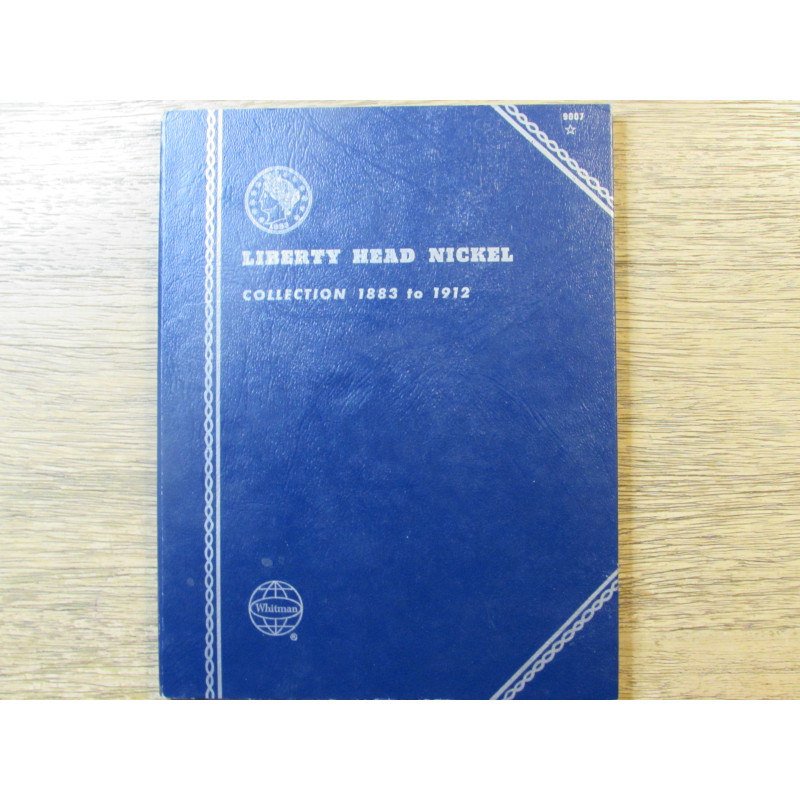 9007
LIBERTY HEAD NICKEL
COLLECTION 1883 to 1912
Whitman
®